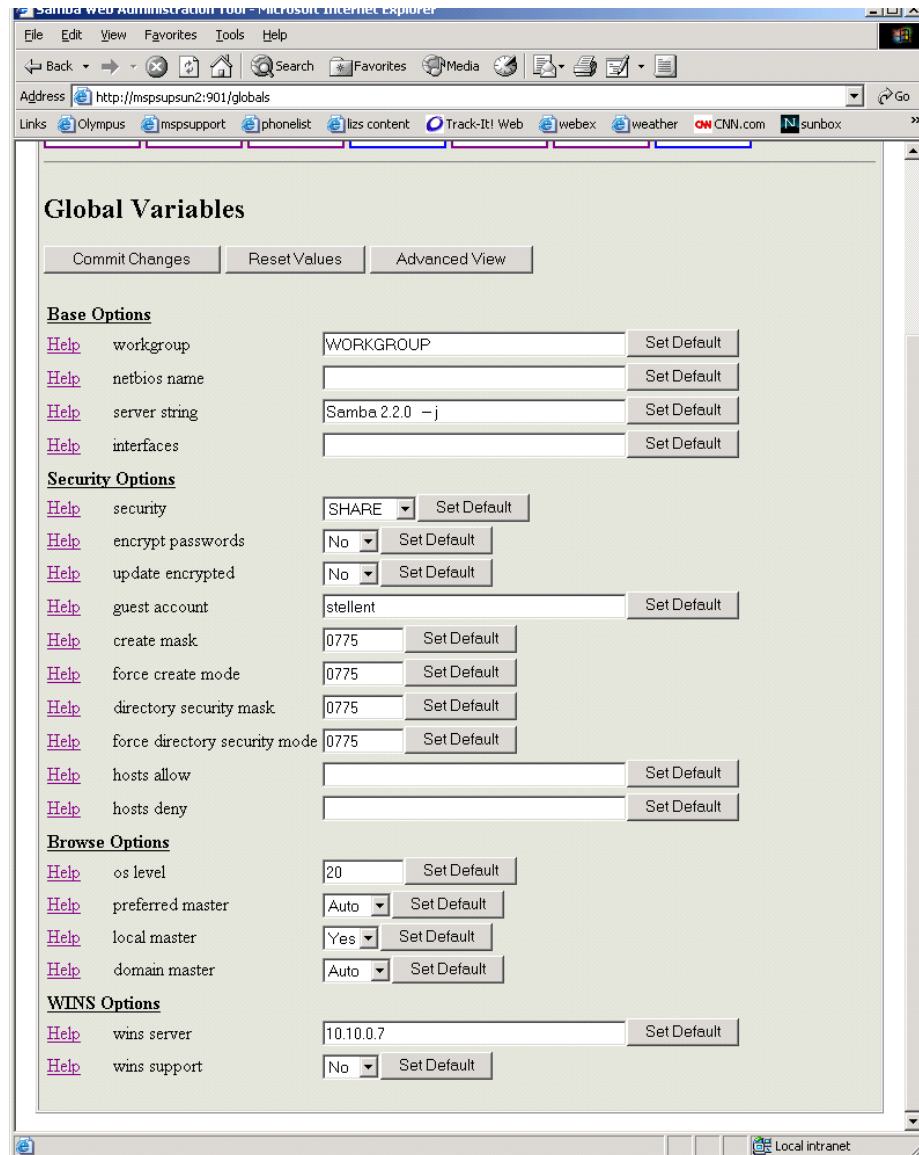 Samba Web Administration Tool - Microsoft Internet Explorer
File Edit View Favorites Tools Help
Back Search Favorites Media
Address http://mspsupsun2:901/globals Go
Links Olympus mspsupport phonelist lizs content Track-It! Web webex weather CNN.com sunbox »
Global Variables
Commit Changes Reset Values Advanced View
Base Options
Help workgroup WORKGROUP Set Default
Help netbios name Set Default
Help server string Samba 2.2.0 –j Set Default
Help interfaces Set Default
Security Options
Help security SHARE Set Default
Help encrypt passwords No Set Default
Help update encrypted No Set Default
Help guest account stellent Set Default
Help create mask 0775 Set Default
Help force create mode 0775 Set Default
Help directory security mask 0775 Set Default
Help force directory security mode 0775 Set Default
Help hosts allow Set Default
Help hosts deny Set Default
Browse Options
Help os level 20 Set Default
Help preferred master Auto Set Default
Help local master Yes Set Default
Help domain master Auto Set Default
WINS Options
Help wins server 10.10.0.7 Set Default
Help wins support No Set Default
Local intranet